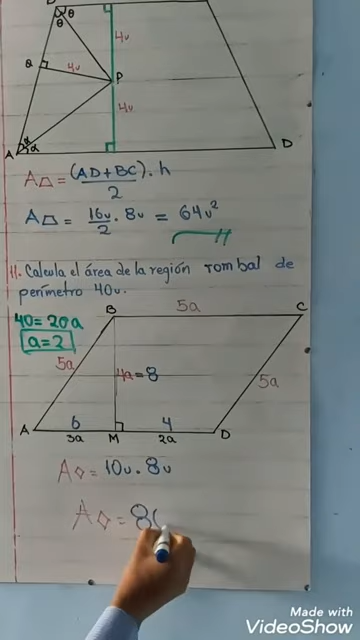 θ
θ
4u
Q
4u
P
4u
A
α
α
D
A⏢ = (AD + BC) . h
2
A⏢ = 16u . 8u = 64u²
2
11. Calcula el área de la región rombal de
perímetro 40u.
5a
B
C
40 = 20a
a = 2
5a
4a = 8
5a
6
4
A
3a
M
2a
D
A◇ = 10u . 8u
A◇ = 80
Made with
VideoShow